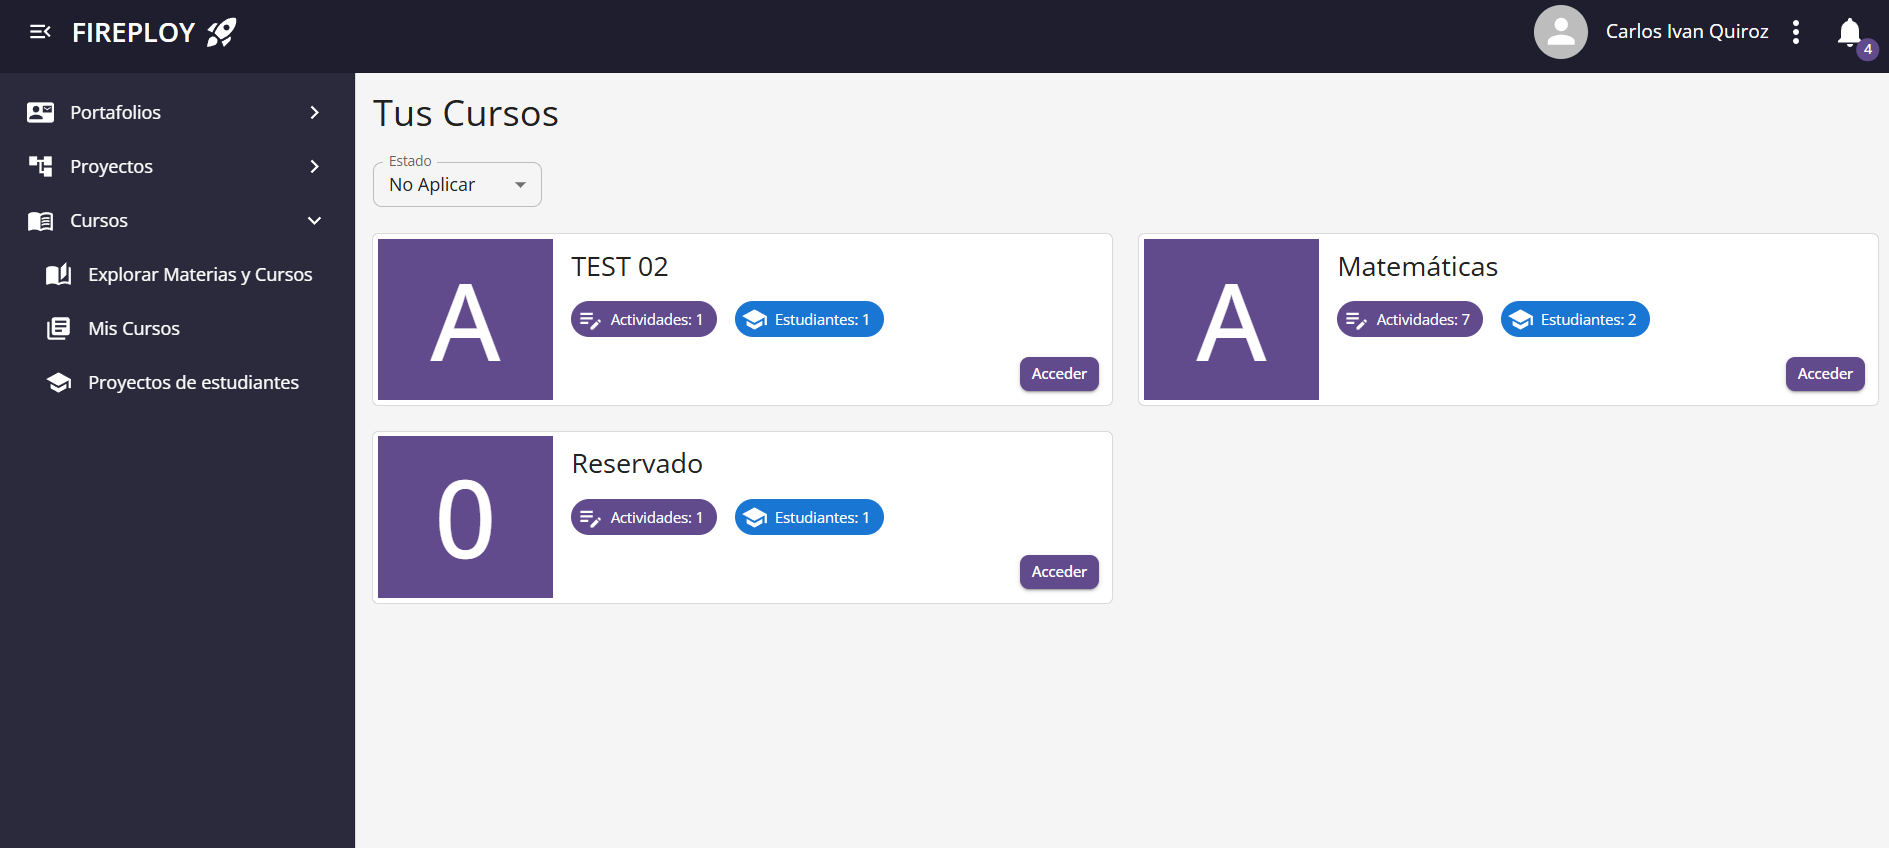 FIREPLOY
Carlos Ivan Quiroz
4
Portafolios
Proyectos
Cursos
Explorar Materias y Cursos
Mis Cursos
Proyectos de estudiantes
Tus Cursos
Estado
No Aplicar
A
TEST 02
Actividades: 1
Estudiantes: 1
Acceder
A
Matemáticas
Actividades: 7
Estudiantes: 2
Acceder
0
Reservado
Actividades: 1
Estudiantes: 1
Acceder